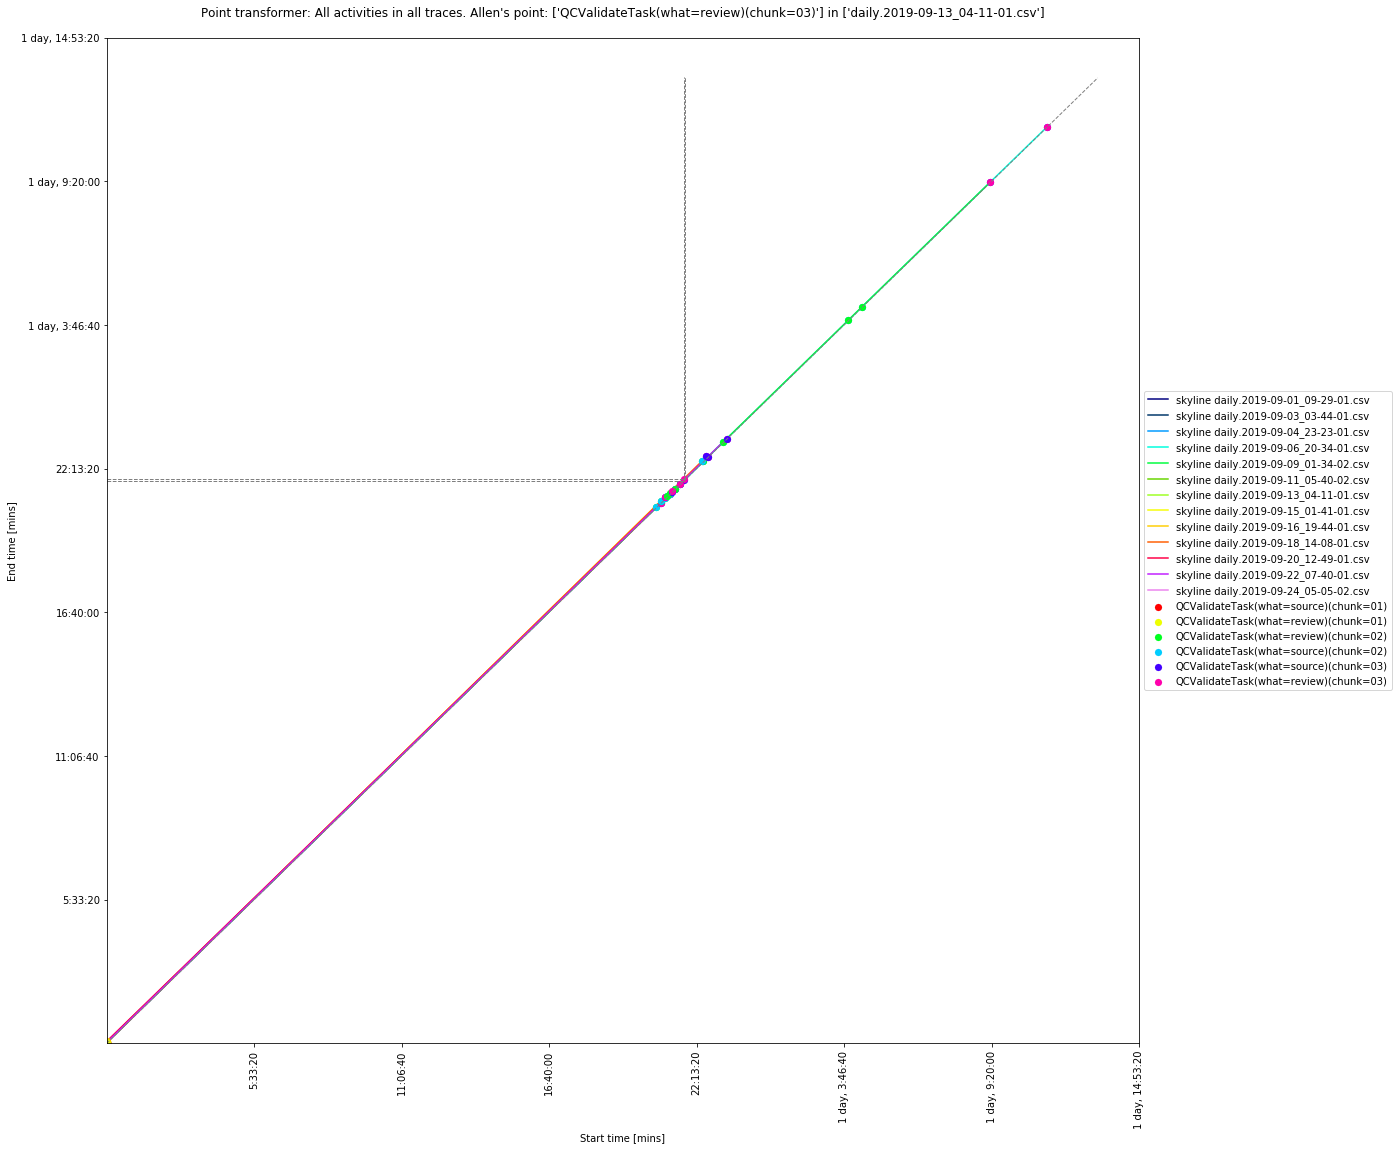 Point transformer: All activities in all traces. Allen's point: ['QCValidateTask(what=review)(chunk=03)'] in ['daily.2019-09-13_04-11-01.csv']
1 day, 14:53:20
1 day, 9:20:00
1 day, 3:46:40
22:13:20
16:40:00
11:06:40
5:33:20
End time [mins]
5:33:20
11:06:40
16:40:00
22:13:20
1 day, 3:46:40
1 day, 9:20:00
1 day, 14:53:20
Start time [mins]
skyline daily.2019-09-01_09-29-01.csv
skyline daily.2019-09-03_03-44-01.csv
skyline daily.2019-09-04_23-23-01.csv
skyline daily.2019-09-06_20-34-01.csv
skyline daily.2019-09-09_01-34-02.csv
skyline daily.2019-09-11_05-40-02.csv
skyline daily.2019-09-13_04-11-01.csv
skyline daily.2019-09-15_01-41-01.csv
skyline daily.2019-09-16_19-44-01.csv
skyline daily.2019-09-18_14-08-01.csv
skyline daily.2019-09-20_12-49-01.csv
skyline daily.2019-09-22_07-40-01.csv
skyline daily.2019-09-24_05-05-02.csv
QCValidateTask(what=source)(chunk=01)
QCValidateTask(what=review)(chunk=01)
QCValidateTask(what=review)(chunk=02)
QCValidateTask(what=source)(chunk=02)
QCValidateTask(what=source)(chunk=03)
QCValidateTask(what=review)(chunk=03)